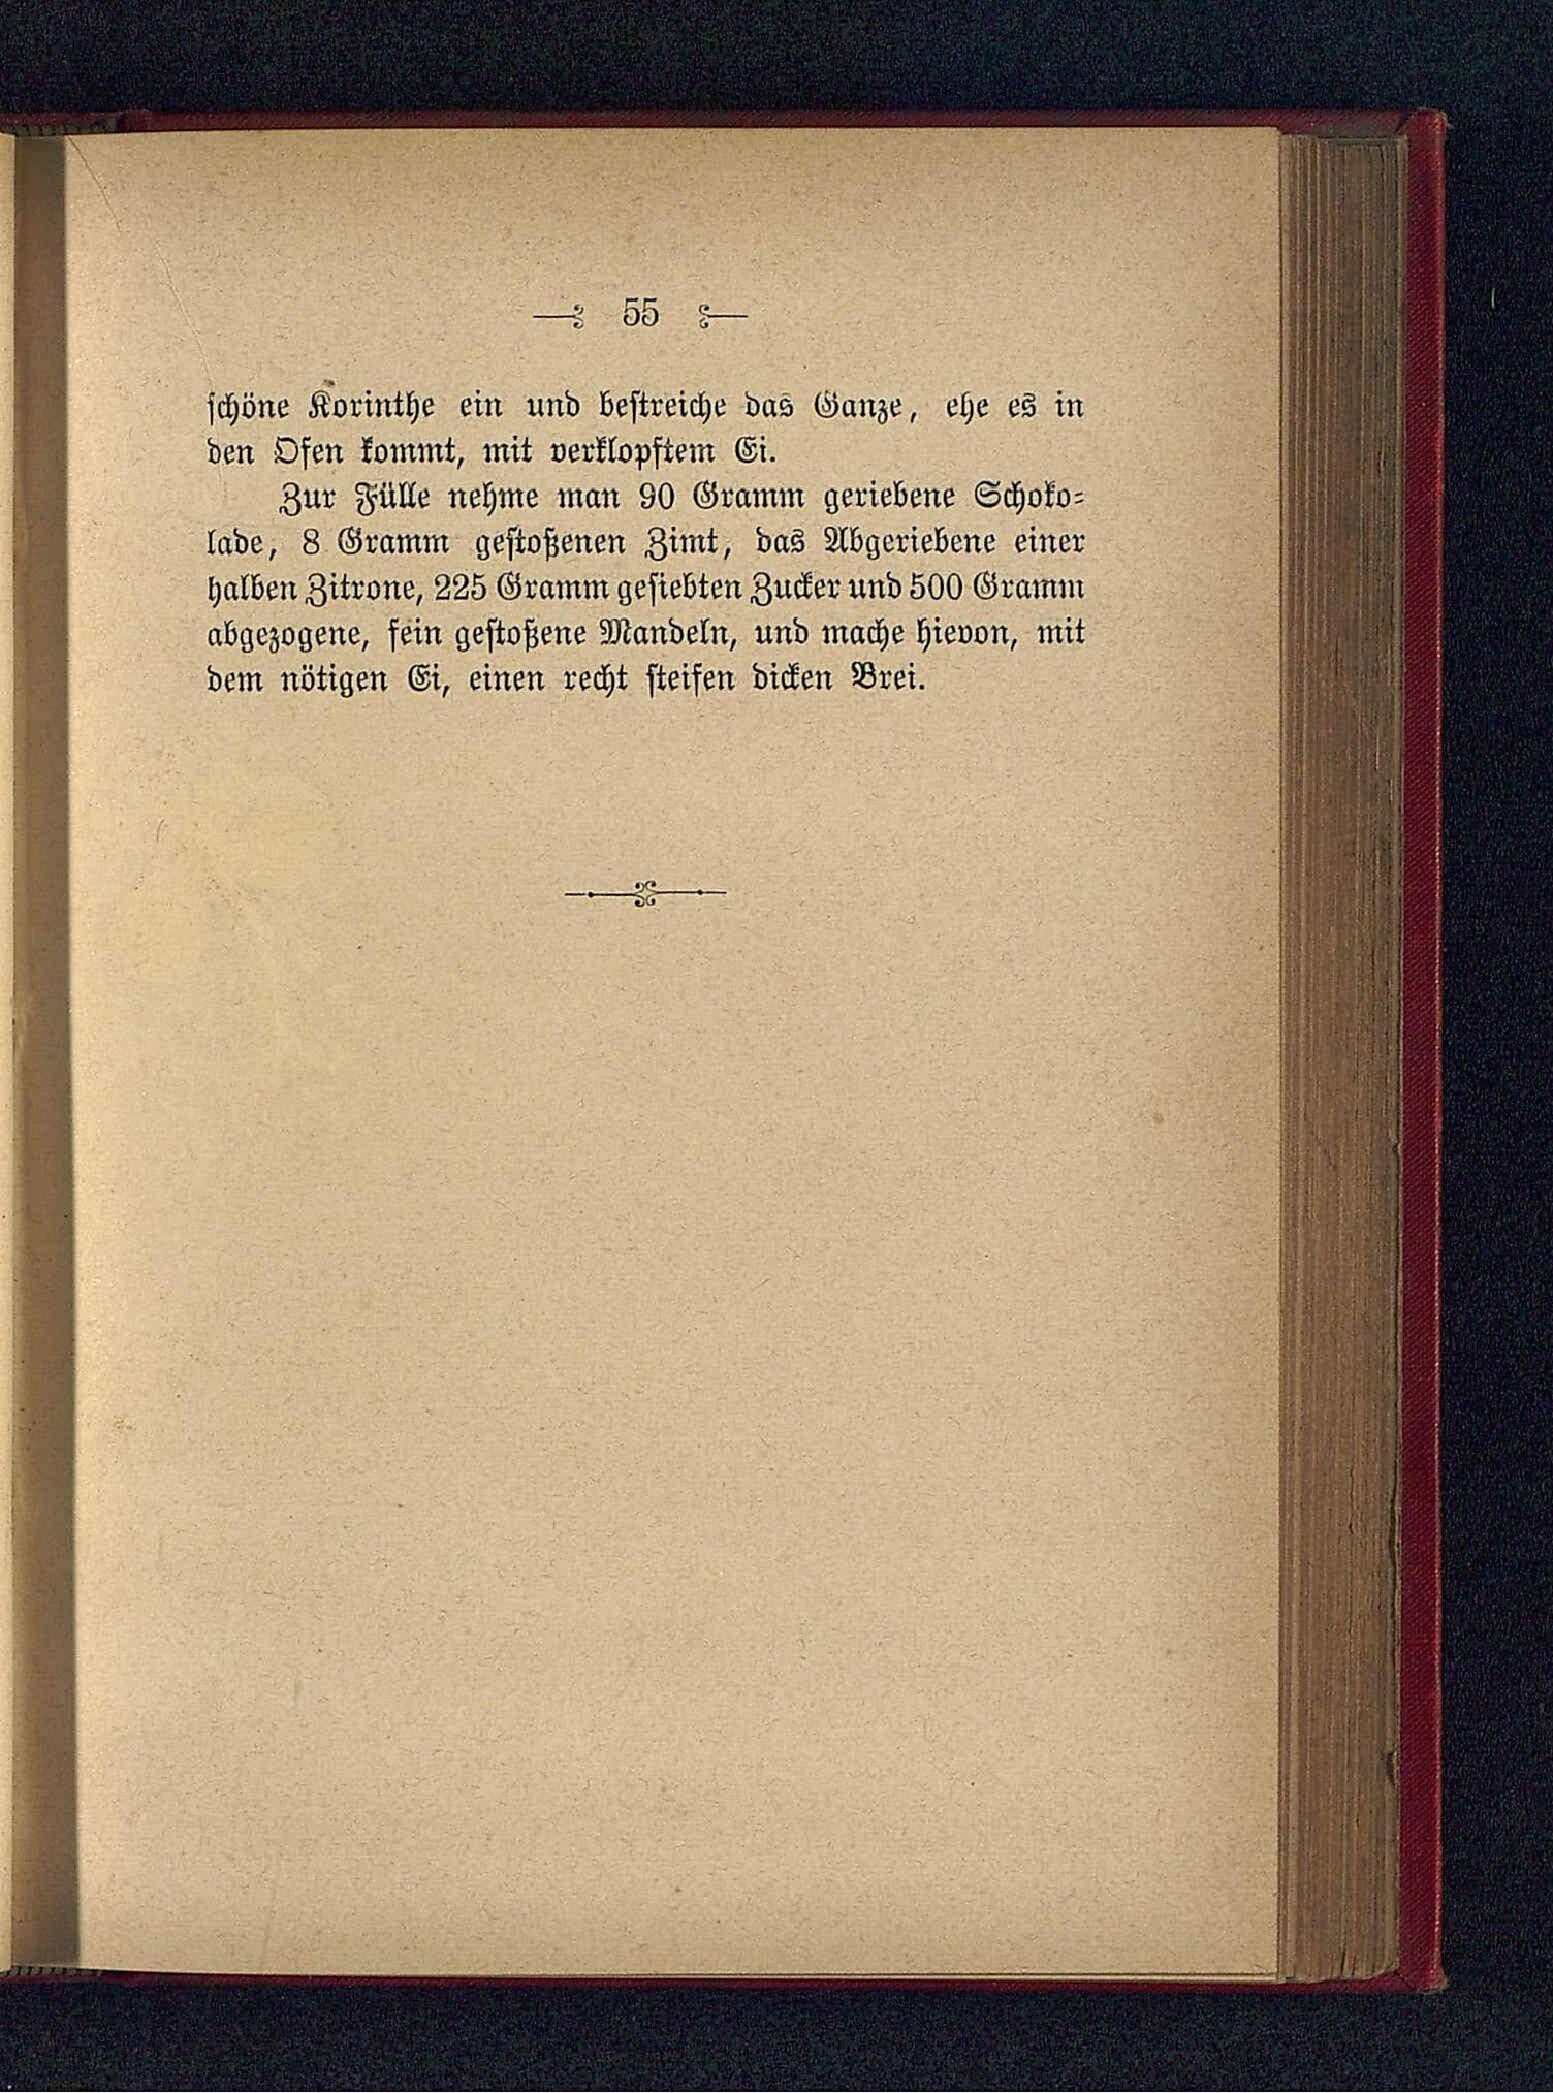 55
schöne Korinthe ein und bestreiche das Ganze, ehe es in
den Ofen kommt, mit verklopftem Ei.
Zur Fülle nehme man 90 Gramm geriebene Schoko-
lade, 8 Gramm gestoßenen Zimt, das Abgeriebene einer
halben Zitrone, 225 Gramm gesiebten Zucker und 500 Gramm
abgezogene, fein gestoßene Mandeln, und mache hievon, mit
dem nötigen Ei, einen recht steifen dicken Brei.